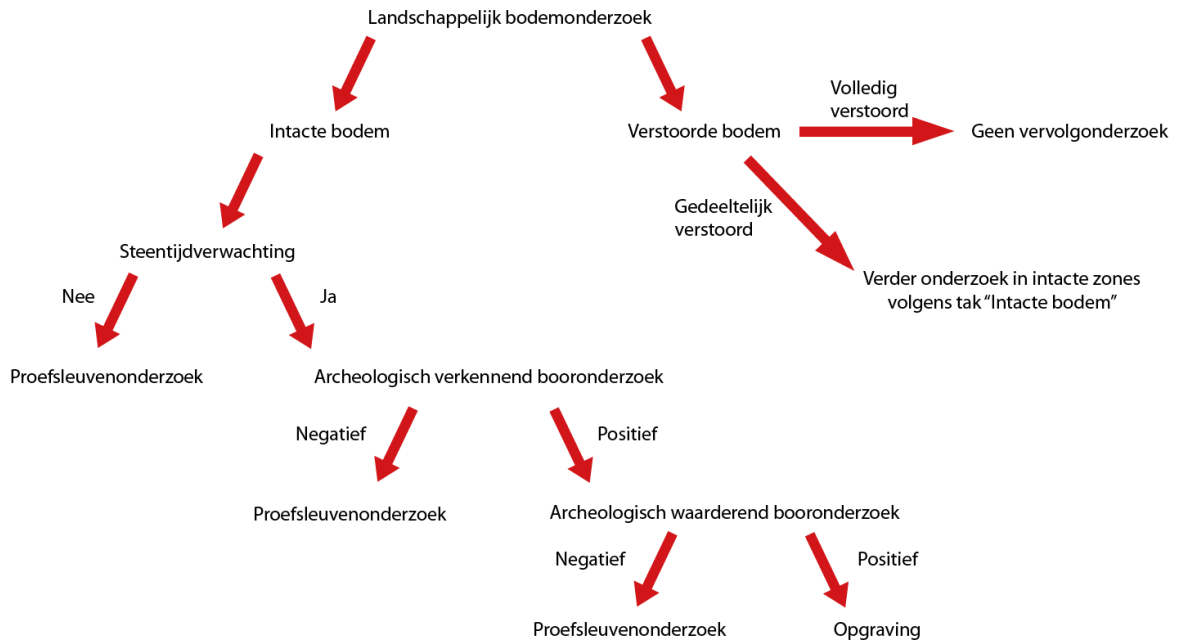 Landschappelijk bodemonderzoek
Volledig
verstoord
Intacte bodem
Verstoorde bodem
Geen vervolgonderzoek
Gedeeltelijk
verstoord
Steentijdverwachting
Verder onderzoek in intacte zones
volgens tak “Intacte bodem”
Nee
Ja
Proefsleuvenonderzoek
Archeologisch verkennend booronderzoek
Negatief
Positief
Proefsleuvenonderzoek
Archeologisch waarderend booronderzoek
Negatief
Positief
Proefsleuvenonderzoek
Opgraving